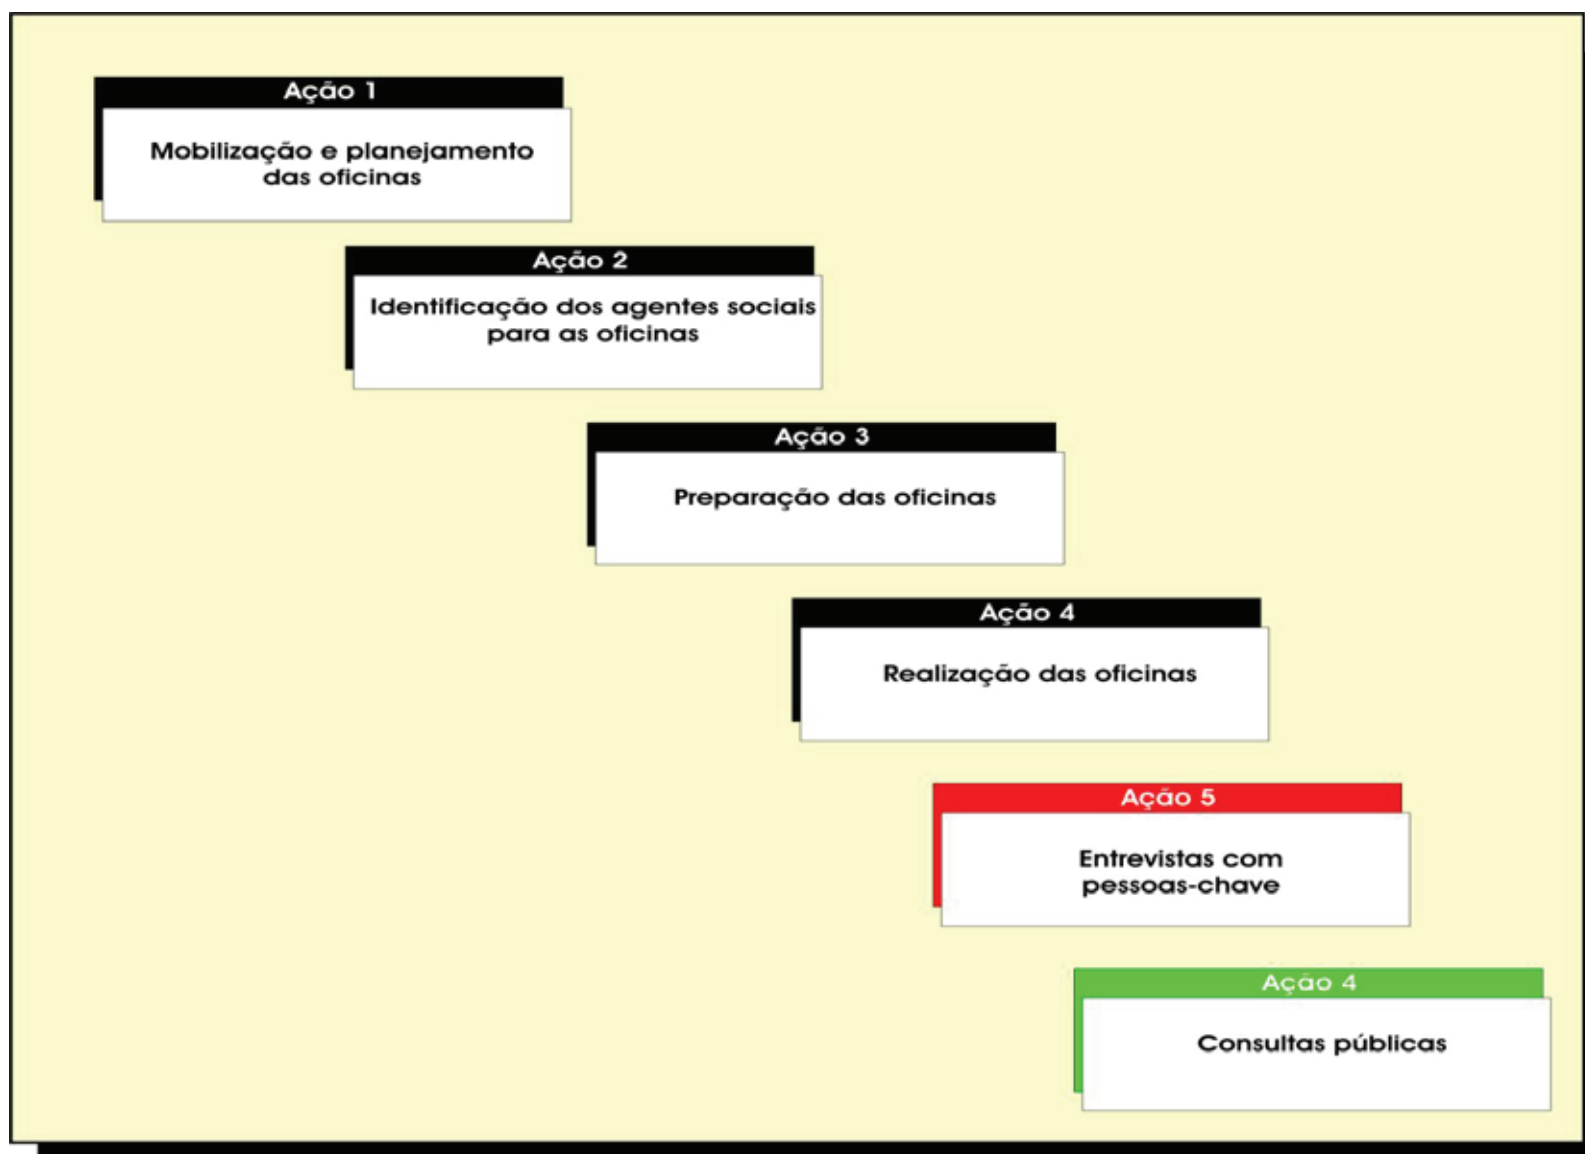 Ação 1
Mobilização e planejamento
das oficinas
Ação 2
Identificação dos agentes sociais
para as oficinas
Ação 3
Preparação das oficinas
Ação 4
Realização das oficinas
Ação 5
Entrevistas com
pessoas-chave
Ação 4
Consultas públicas